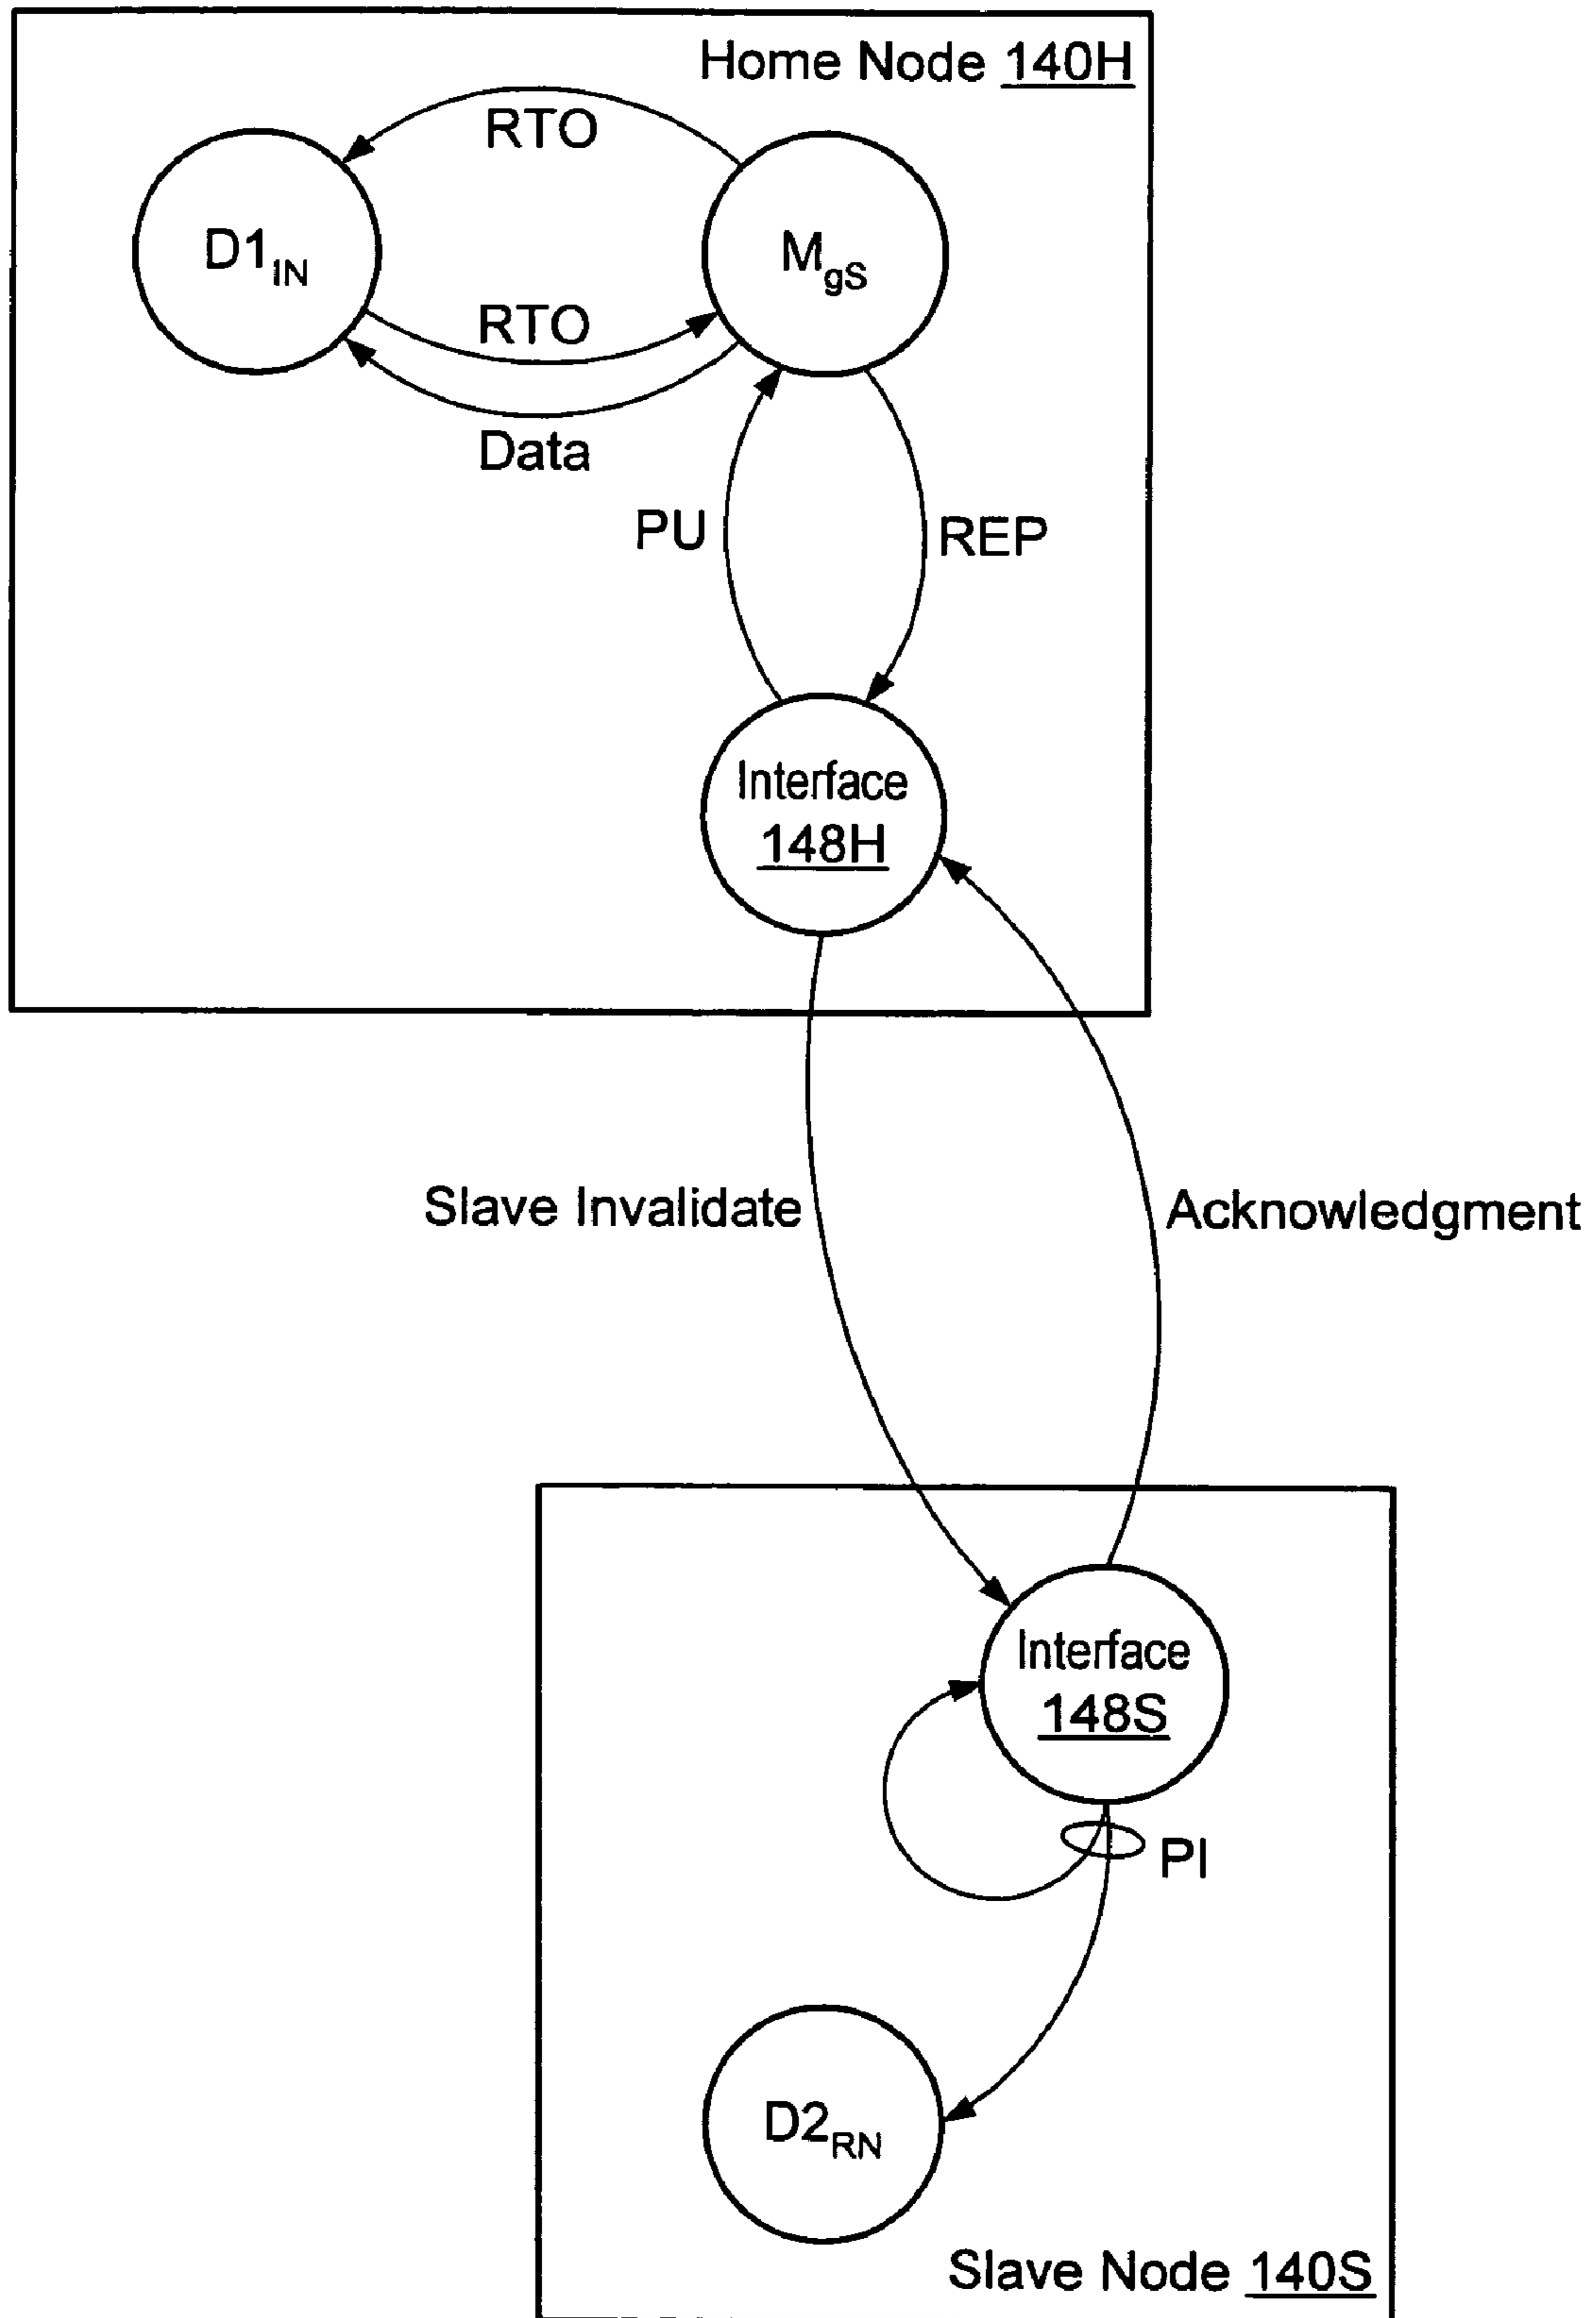 Home Node 140H
RTO
D1IN
MgS
RTO
Data
PU
REP
Interface
148H
Slave Invalidate
Acknowledgment
Interface
148S
PI
D2RN
Slave Node 140S